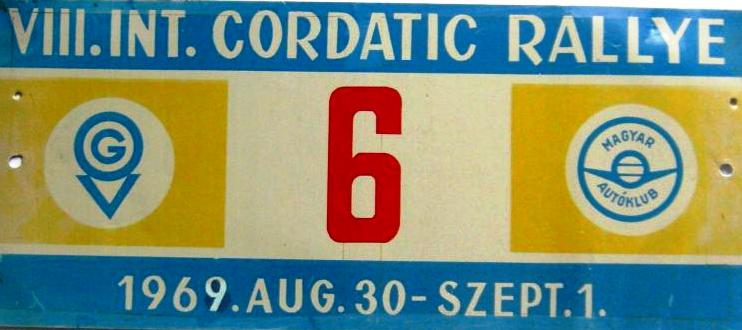 VIII. INT. CORDATIC RALLYE
6
G
MAGYAR
AUTÓKLUB
1969. AUG. 30 - SZEPT. 1.